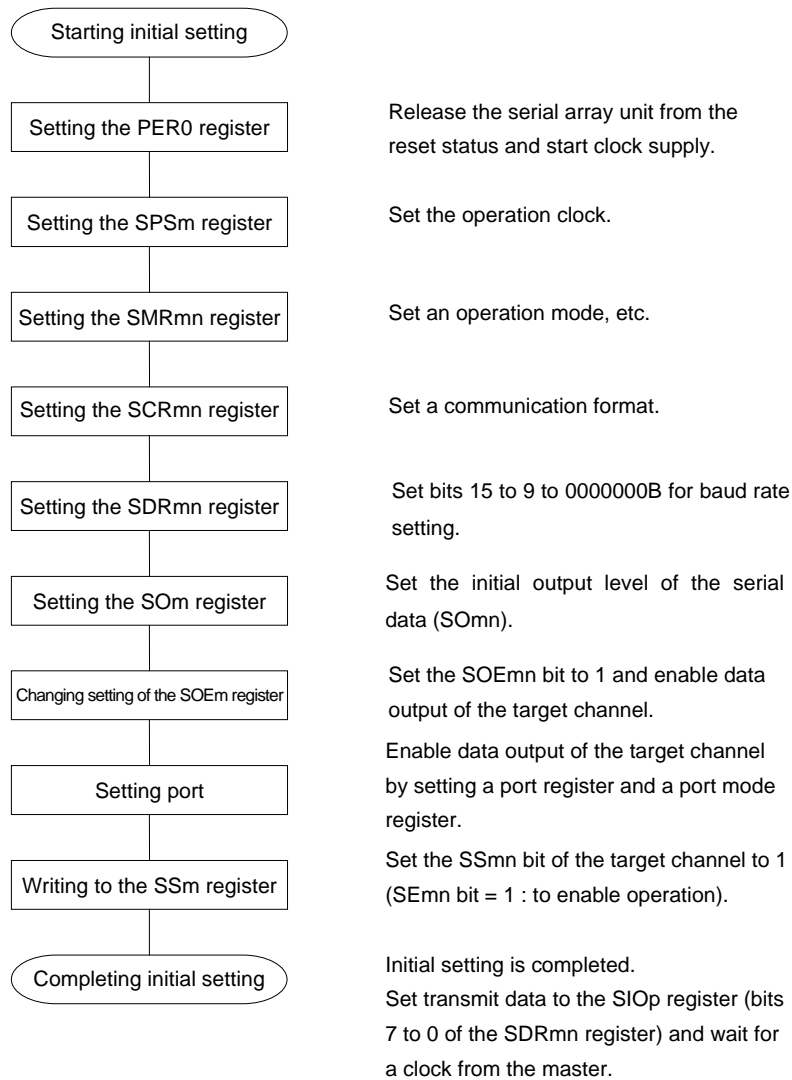 Starting initial setting
Setting the PER0 register
Release the serial array unit from the
reset status and start clock supply.
Setting the SPSm register
Set the operation clock.
Setting the SMRmn register
Set an operation mode, etc.
Setting the SCRmn register
Set a communication format.
Setting the SDRmn register
Set bits 15 to 9 to 0000000B for baud rate
setting.
Setting the SOm register
Set the initial output level of the serial
data (SOmn).
Changing setting of the SOEm register
Set the SOEmn bit to 1 and enable data
output of the target channel.
Setting port
Enable data output of the target channel
by setting a port register and a port mode
register.
Writing to the SSm register
Set the SSmn bit of the target channel to 1
(SEmn bit = 1 : to enable operation).
Completing initial setting
Initial setting is completed.
Set transmit data to the SIOp register (bits
7 to 0 of the SDRmn register) and wait for
a clock from the master.